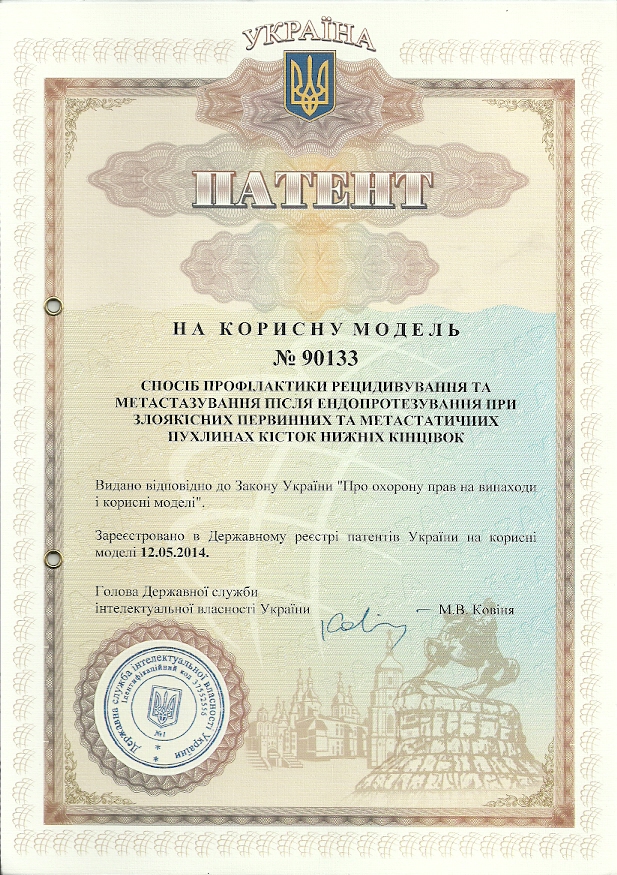 УКРАЇНА
ПАТЕНТ
НА КОРИСНУ МОДЕЛЬ
№ 90133
СПОСІБ ПРОФІЛАКТИКИ РЕЦИДИВУВАННЯ ТА
МЕТАСТАЗУВАННЯ ПІСЛЯ ЕНДОПРОТЕЗУВАННЯ ПРИ
ЗЛОЯКІСНИХ ПЕРВИННИХ ТА МЕТАСТАТИЧНИХ
ПУХЛИНАХ КІСТОК НИЖНІХ КІНЦІВОК
Видано відповідно до Закону України "Про охорону прав на винаходи
і корисні моделі".
Зареєстровано в Державному реєстрі патентів України на корисні
моделі 12.05.2014.
Голова Державної служби
інтелектуальної власності України
М.В. Ковіня
Державна служба інтелектуальної власності України
Ідентифікаційний код 37552556
№1